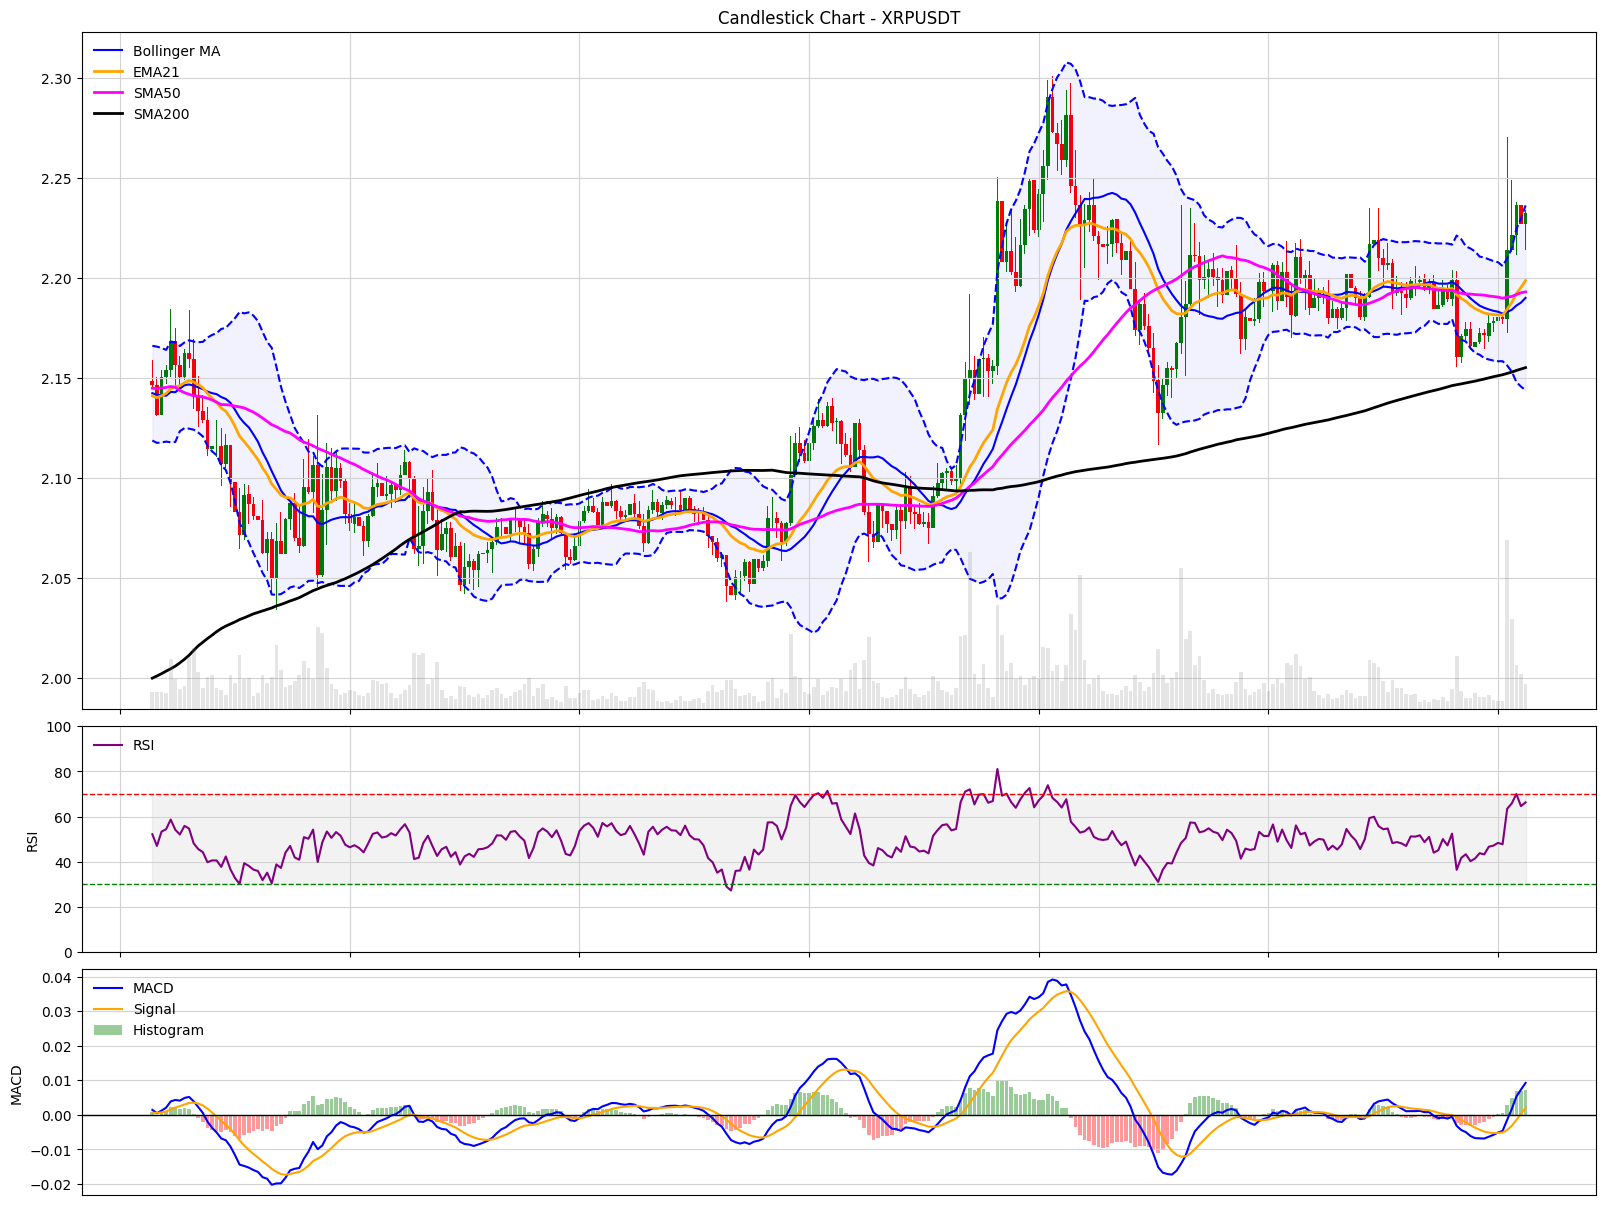 Candlestick Chart - XRPUSDT
Bollinger MA
EMA21
SMA50
SMA200
2.30
2.25
2.20
2.15
2.10
2.05
2.00
RSI
100
80
60
40
20
0
RSI
MACD
Signal
Histogram
0.04
0.03
0.02
0.01
0.00
−0.01
−0.02
MACD